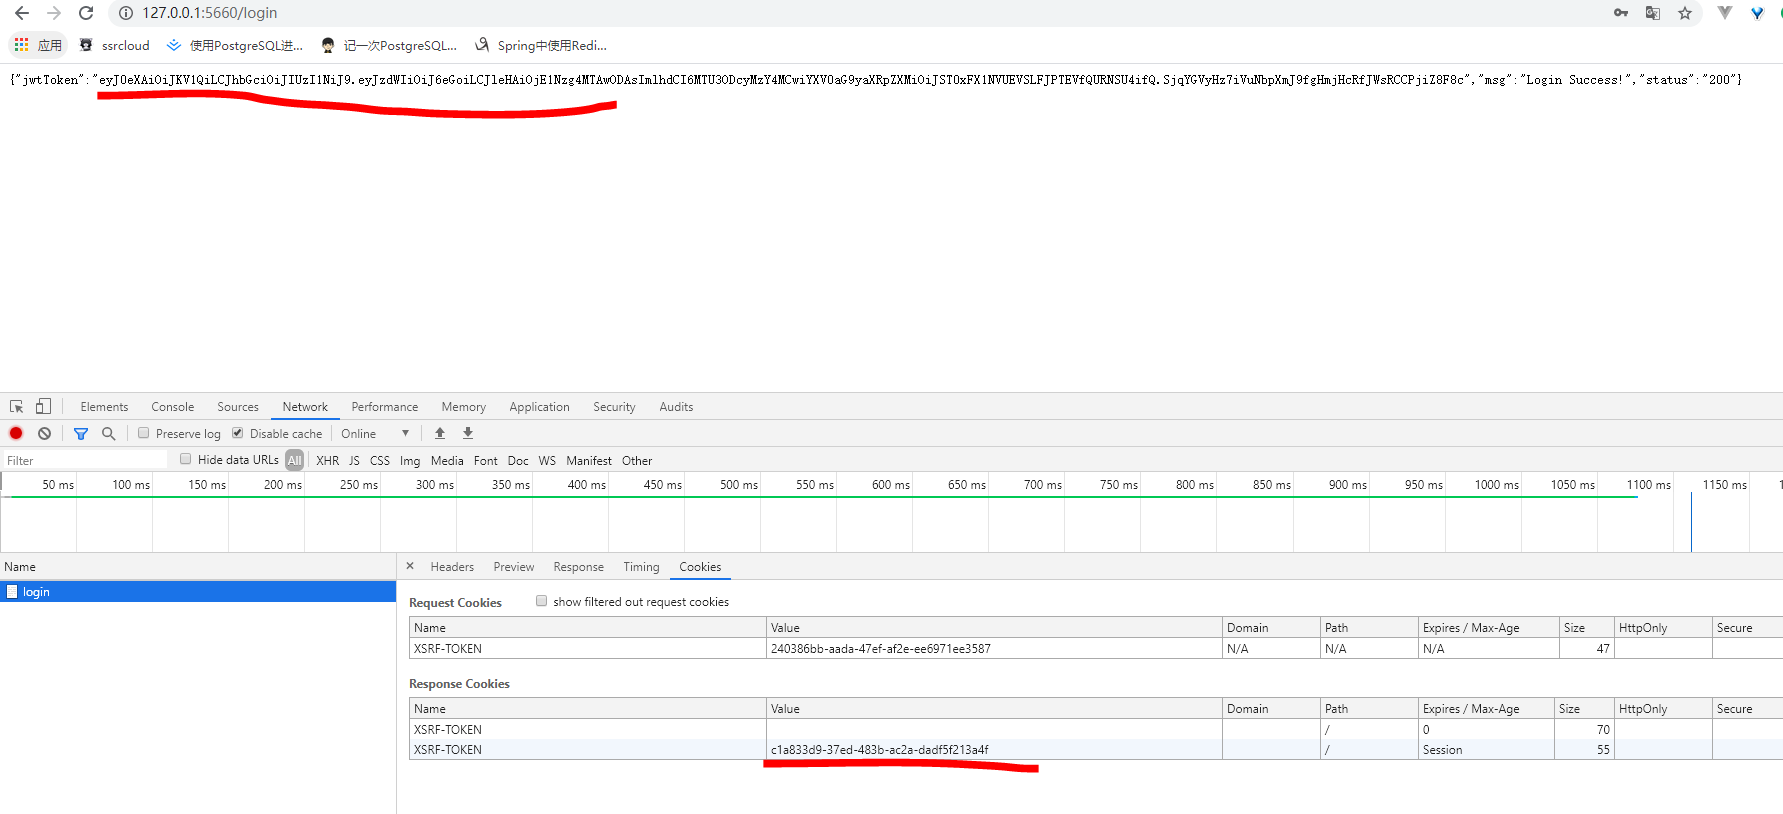 127.0.0.1:5660/login
应用 ssrcloud 使用PostgreSQL进... 记一次PostgreSQL... Spring中使用Redi...
{"jwtToken":"eyJ0eXAiOiJKV1QiLCJhbGciOiJIUzI1NiJ9.eyJzdWIiOiJ6eGoiLCJleHAiOjE1Nzg4MTAwODAsImlhdCI6MTU3ODcyMzY4MCwiYXV0aG9yaXRpZXMiOiJST0xFX1NVUEVSLFJPTEVfQURNSU4ifQ.SjqYGVyHz7iVuNbpXmJ9fgHmjHcRfJWsRCCPjiZ8F8c","msg":"Login Success!","status":"200"}
Elements Console Sources Network Performance Memory Application Security Audits
Preserve log Disable cache Online
Filter Hide data URLs All XHR JS CSS Img Media Font Doc WS Manifest Other
50 ms 100 ms 150 ms 200 ms 250 ms 300 ms 350 ms 400 ms 450 ms 500 ms 550 ms 600 ms 650 ms 700 ms 750 ms 800 ms 850 ms 900 ms 950 ms 1000 ms 1050 ms 1100 ms 1150 ms 1
Name × Headers Preview Response Timing Cookies
login
Request Cookies show filtered out request cookies
Name Value Domain Path Expires / Max-Age Size HttpOnly Secure
XSRF-TOKEN 240386bb-aada-47ef-af2e-ee6971ee3587 N/A N/A N/A 47
Response Cookies
Name Value Domain Path Expires / Max-Age Size HttpOnly Secure
XSRF-TOKEN / 0 70
XSRF-TOKEN c1a833d9-37ed-483b-ac2a-dadf5f213a4f / Session 55